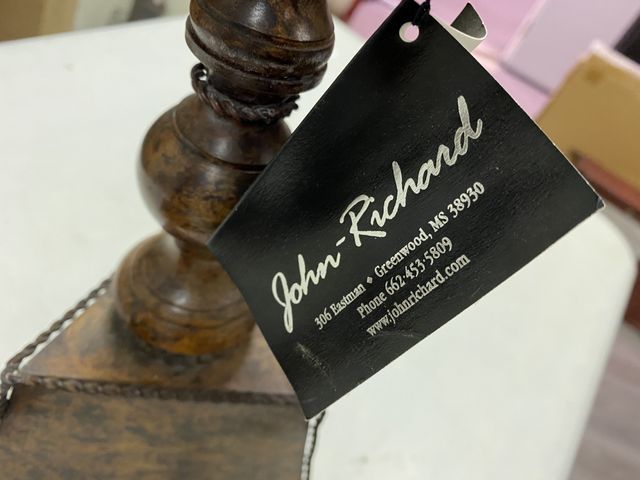 John-Richard
306 Eastman ♦ Greenwood, MS 38930
Phone 662·453·5809
www.johnrichard.com